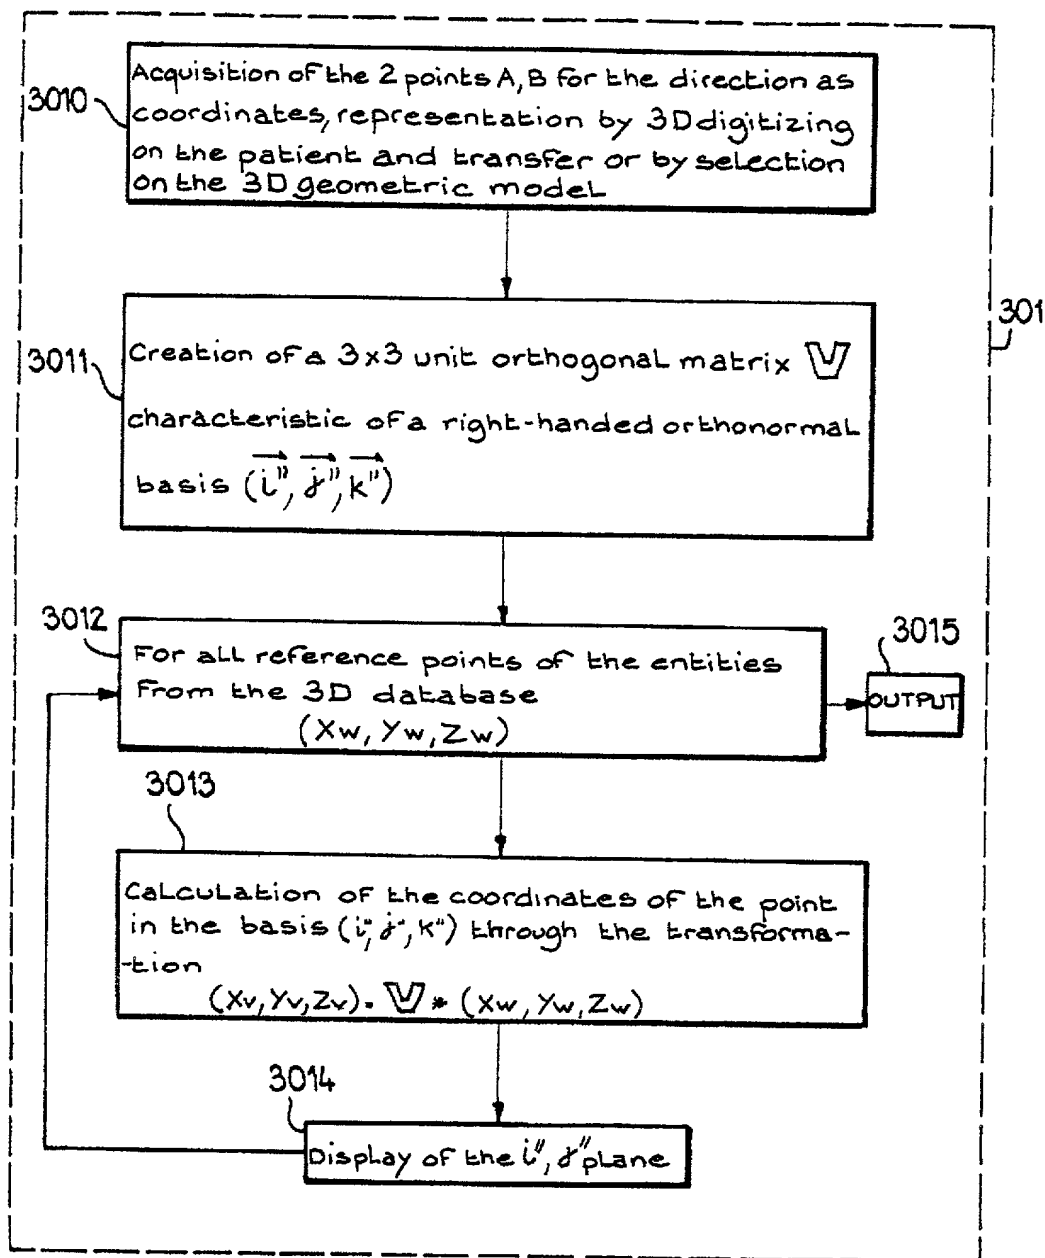 3010
Acquisition of the 2 points A, B for the direction as
coordinates, representation by 3D digitizing
on the patient and transfer or by selection
on the 3D geometric model
301
3011
Creation of a 3x3 unit orthogonal matrix V
characteristic of a right-handed orthonormal
basis (i", j", k")
3012
For all reference points of the entities
From the 3D database
(Xw, Yw, Zw)
3015
OUTPUT
3013
Calculation of the coordinates of the point
in the basis (i", j", k") through the transforma-
-tion
(Xv, Yv, Zv) = V * (Xw, Yw, Zw)
3014
Display of the i", j" plane